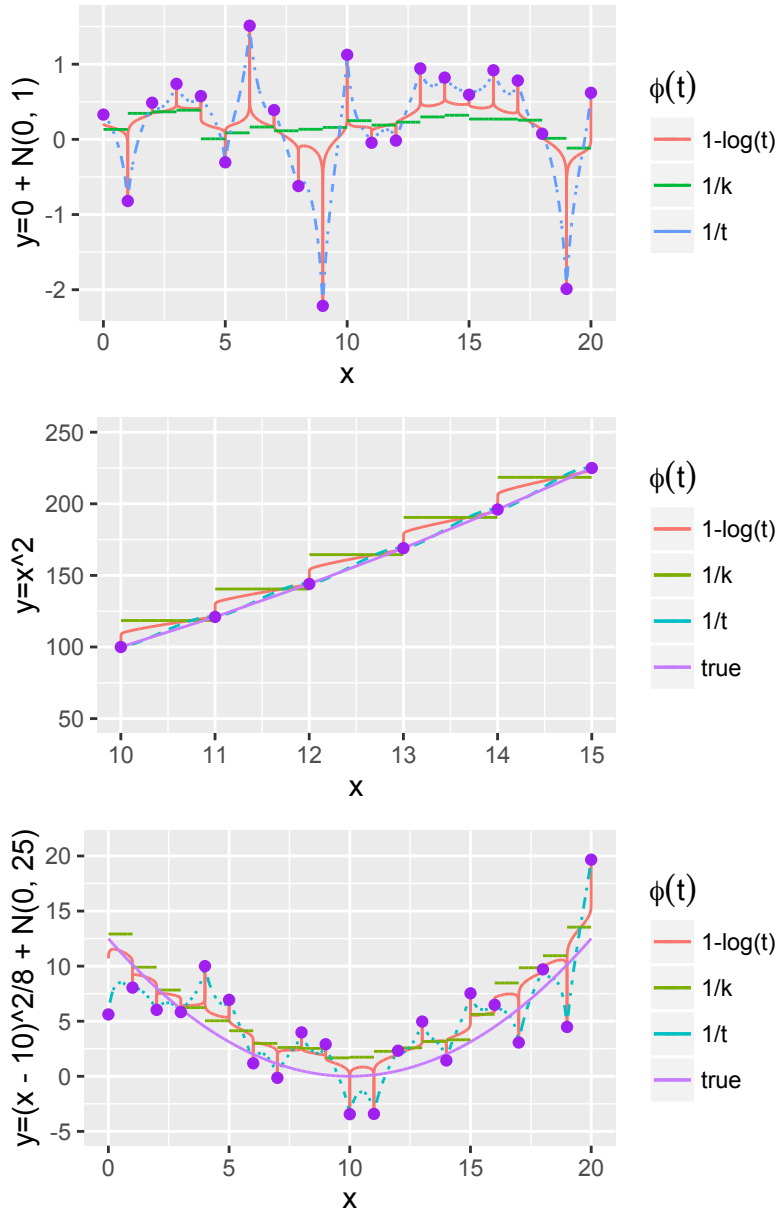 y=0 + N(0, 1)
1
0
-1
-2
0
5
10
15
20
x
ϕ(t)
1-log(t)
1/k
1/t
y=x^2
250
200
150
100
50
10
11
12
13
14
15
x
ϕ(t)
1-log(t)
1/k
1/t
true
y=(x - 10)^2/8 + N(0, 25)
20
15
10
5
0
-5
0
5
10
15
20
x
ϕ(t)
1-log(t)
1/k
1/t
true